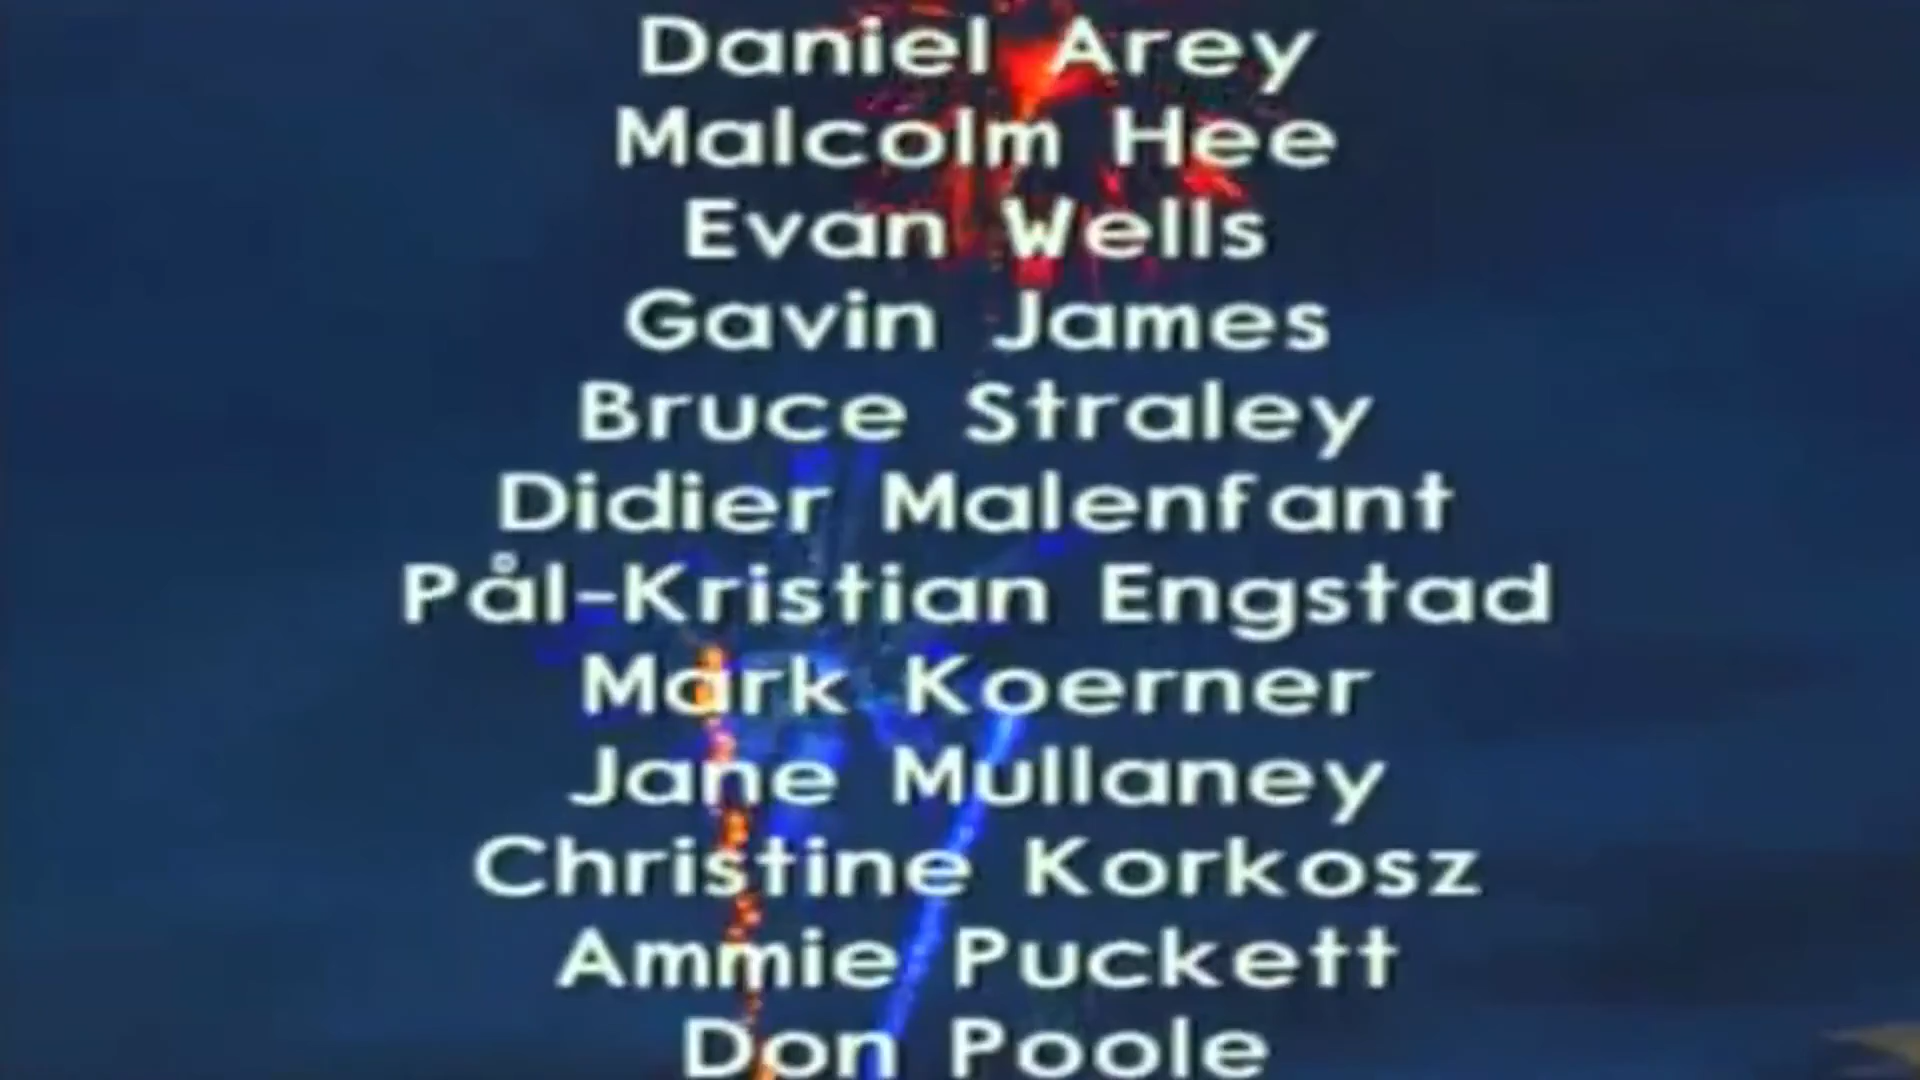 Daniel Arey
Malcolm Hee
Evan Wells
Gavin James
Bruce Straley
Didier Malenfant
Pål-Kristian Engstad
Mark Koerner
Jane Mullaney
Christine Korkosz
Ammie Puckett
Don Poole